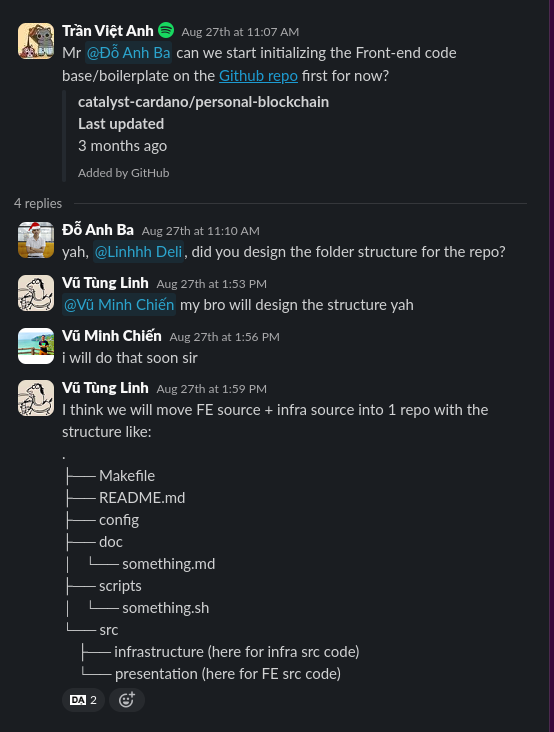 Trần Việt Anh Aug 27th at 11:07 AM
Mr @Đỗ Anh Ba can we start initializing the Front-end code
base/boilerplate on the Github repo first for now?
catalyst-cardano/personal-blockchain
Last updated
3 months ago
Added by GitHub
4 replies
Đỗ Anh Ba Aug 27th at 11:10 AM
yah, @Linhhh Deli, did you design the folder structure for the repo?
Vũ Tùng Linh Aug 27th at 1:53 PM
@Vũ Minh Chiến my bro will design the structure yah
Vũ Minh Chiến Aug 27th at 1:56 PM
i will do that soon sir
Vũ Tùng Linh Aug 27th at 1:59 PM
I think we will move FE source + infra source into 1 repo with the
structure like:
.
├── Makefile
├── README.md
├── config
├── doc
│   └── something.md
├── scripts
│   └── something.sh
└── src
    ├── infrastructure (here for infra src code)
    └── presentation (here for FE src code)
DA 2